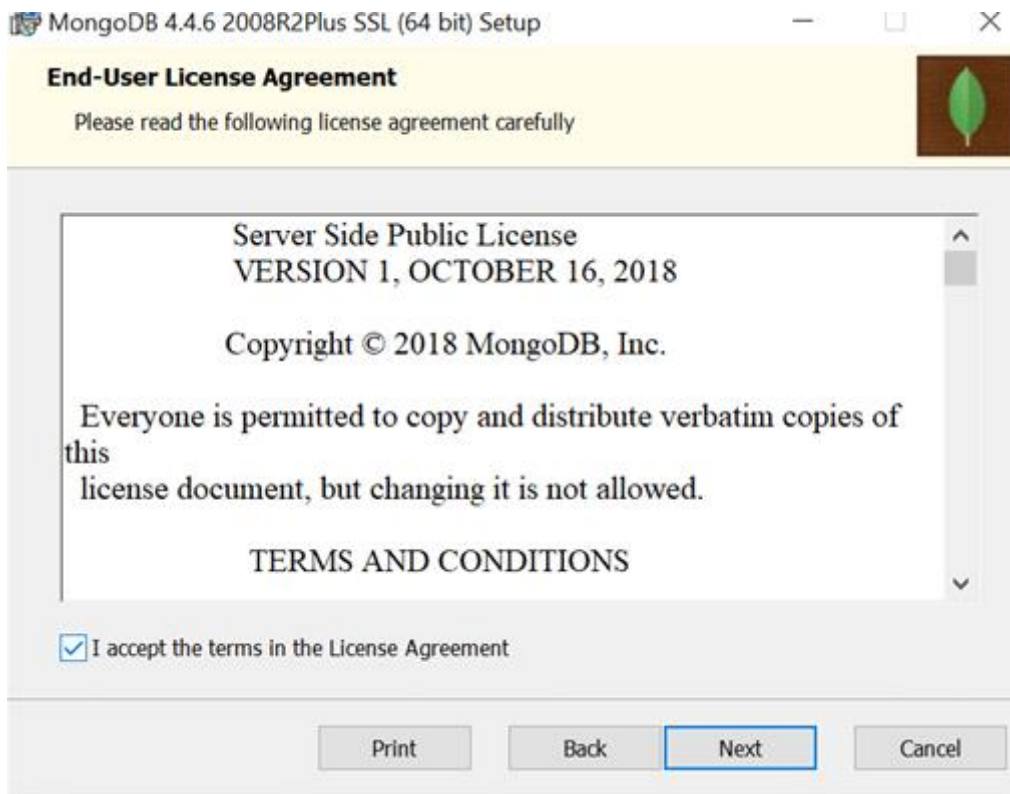 MongoDB 4.4.6 2008R2Plus SSL (64 bit) Setup
End-User License Agreement
Please read the following license agreement carefully
Server Side Public License
VERSION 1, OCTOBER 16, 2018
Copyright © 2018 MongoDB, Inc.
Everyone is permitted to copy and distribute verbatim copies of
this
license document, but changing it is not allowed.
TERMS AND CONDITIONS
I accept the terms in the License Agreement
Print Back Next Cancel